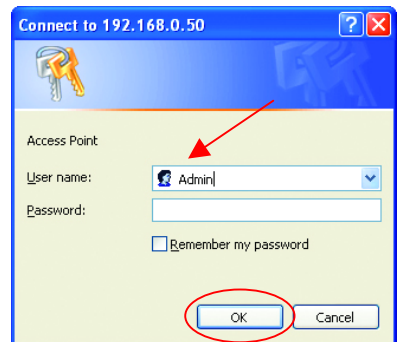 Connect to 192.168.0.50
Access Point
User name: Admin
Password:
Remember my password
OK Cancel